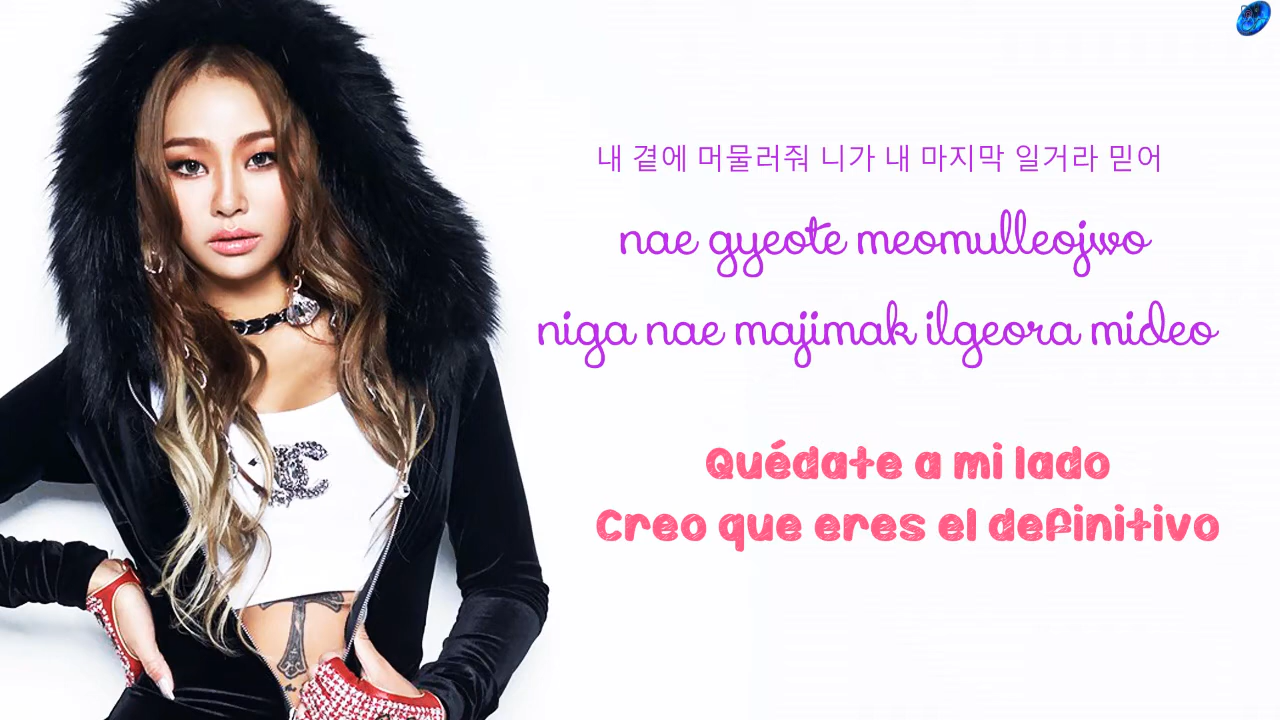 내 곁에 머물러줘 니가 내 마지막 일거라 믿어
nae gyeote meomulleojwo
niga nae majimak ilgeora mideo
Quédate a mi lado
Creo que eres el definitivo